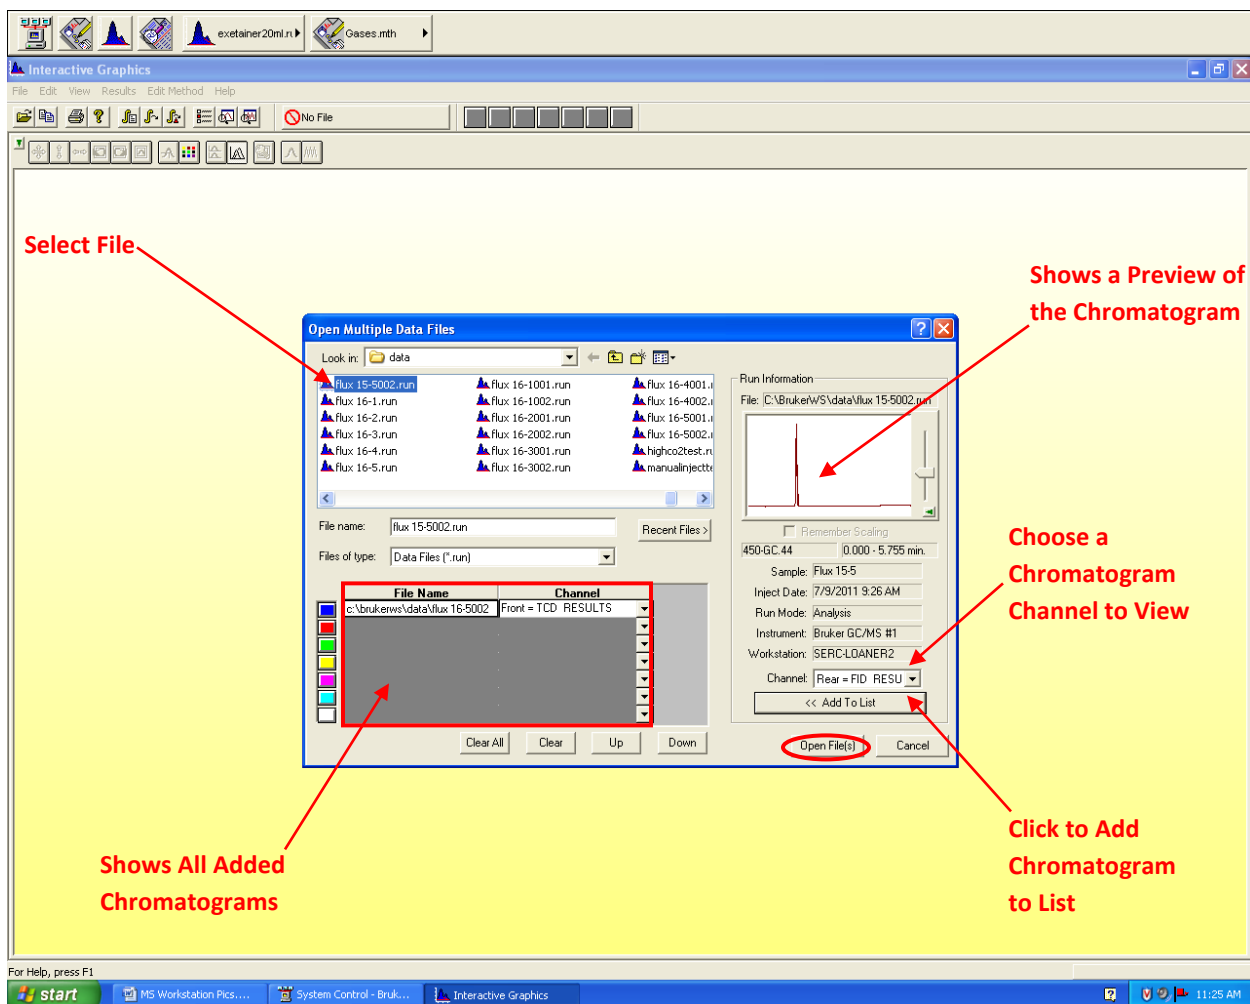 exetainer20ml.ru
Gases.mth
Interactive Graphics
File Edit View Results Edit Method Help
No File
Select File
Shows a Preview of
the Chromatogram
Open Multiple Data Files
Look in: data
flux 15-5002.run
flux 16-1.run
flux 16-2.run
flux 16-3.run
flux 16-4.run
flux 16-5.run
flux 16-1001.run
flux 16-1002.run
flux 16-2001.run
flux 16-2002.run
flux 16-3001.run
flux 16-3002.run
flux 16-4001.r
flux 16-4002.r
flux 16-5001.r
flux 16-5002.r
highco2test.ru
manualinjectte
File name: flux 15-5002.run
Recent Files >
Files of type: Data Files (*.run)
File Name Channel
c:\brukerws\data\flux 16-5002 Front = TCD RESULTS
Clear All Clear Up Down
Run Information
File: C:\BrukerWS\data\flux 15-5002.run
Remember Scaling
450-GC.44 0.000 - 5.755 min.
Sample: Flux 15-5
Inject Date: 7/9/2011 9:26 AM
Run Mode: Analysis
Instrument: Bruker GC/MS #1
Workstation: SERC-LOANER2
Channel: Rear = FID RESU
<< Add To List
Open File(s) Cancel
Choose a
Chromatogram
Channel to View
Shows All Added
Chromatograms
Click to Add
Chromatogram
to List
For Help, press F1
start
MS Workstation Pics....
System Control - Bruk...
Interactive Graphics
11:25 AM